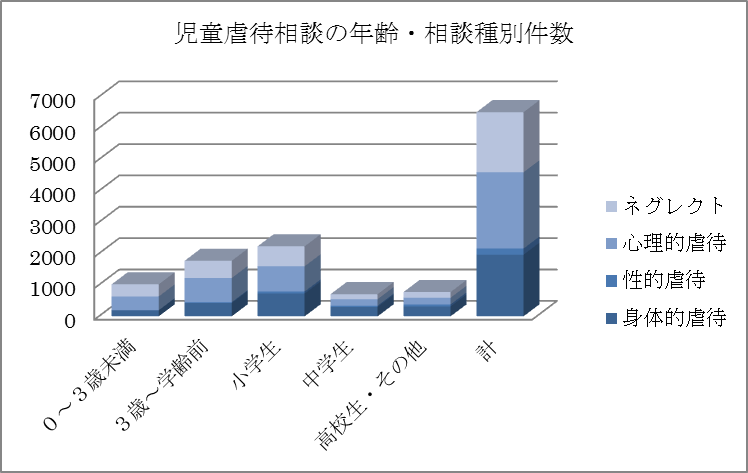 児童虐待相談の年齢・相談種別件数
7000
6000
5000
4000
3000
2000
1000
0
０～３歳未満
３歳～学齢前
小学生
中学生
高校生・その他
計
ネグレクト
心理的虐待
性的虐待
身体的虐待